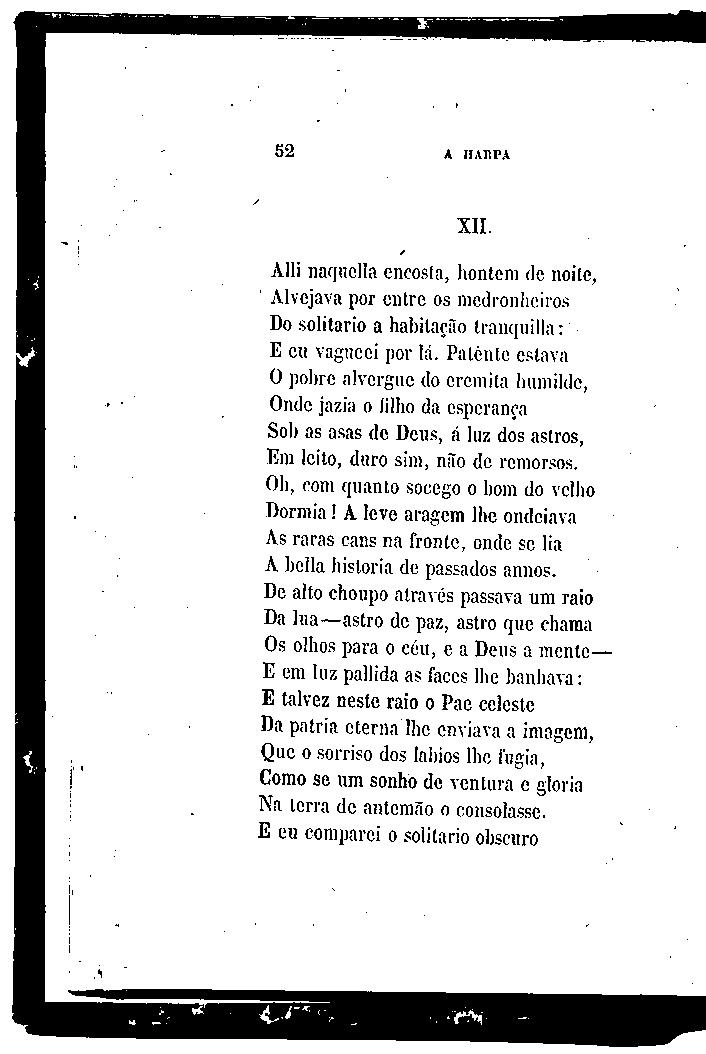 52 A HARPA
XII.
Alli naquella encosta, hontem de noite,
Alvejava por entre os medronheiros
Do solitario a habitação tranquilla:
E eu vaguei por lá. Patênte estava
O pobre alvergue do eremita humilde,
Onde jazia o filho da esperança
Sob as asas de Deus, á luz dos astros,
Em leito, duro sim, não de remorsos.
Oh, com quanto socego o bom do velho
Dormia! A leve aragem lhe ondeiava
As raras cans na fronte, onde se lia
A bella historia de passados annos.
De alto choupo através passava um raio
Da lua—astro de paz, astro que chama
Os olhos para o céu, e a Deus a mente—
E em luz pallida as faces lhe banhava:
E talvez neste raio o Pae celeste
Da patria eterna lhe enviava a imagem,
Que o sorriso dos labios lhe fugia,
Como se um sonho de ventura e gloria
Na terra de antemão o consolasse.
E eu comparei o solitario obscuro